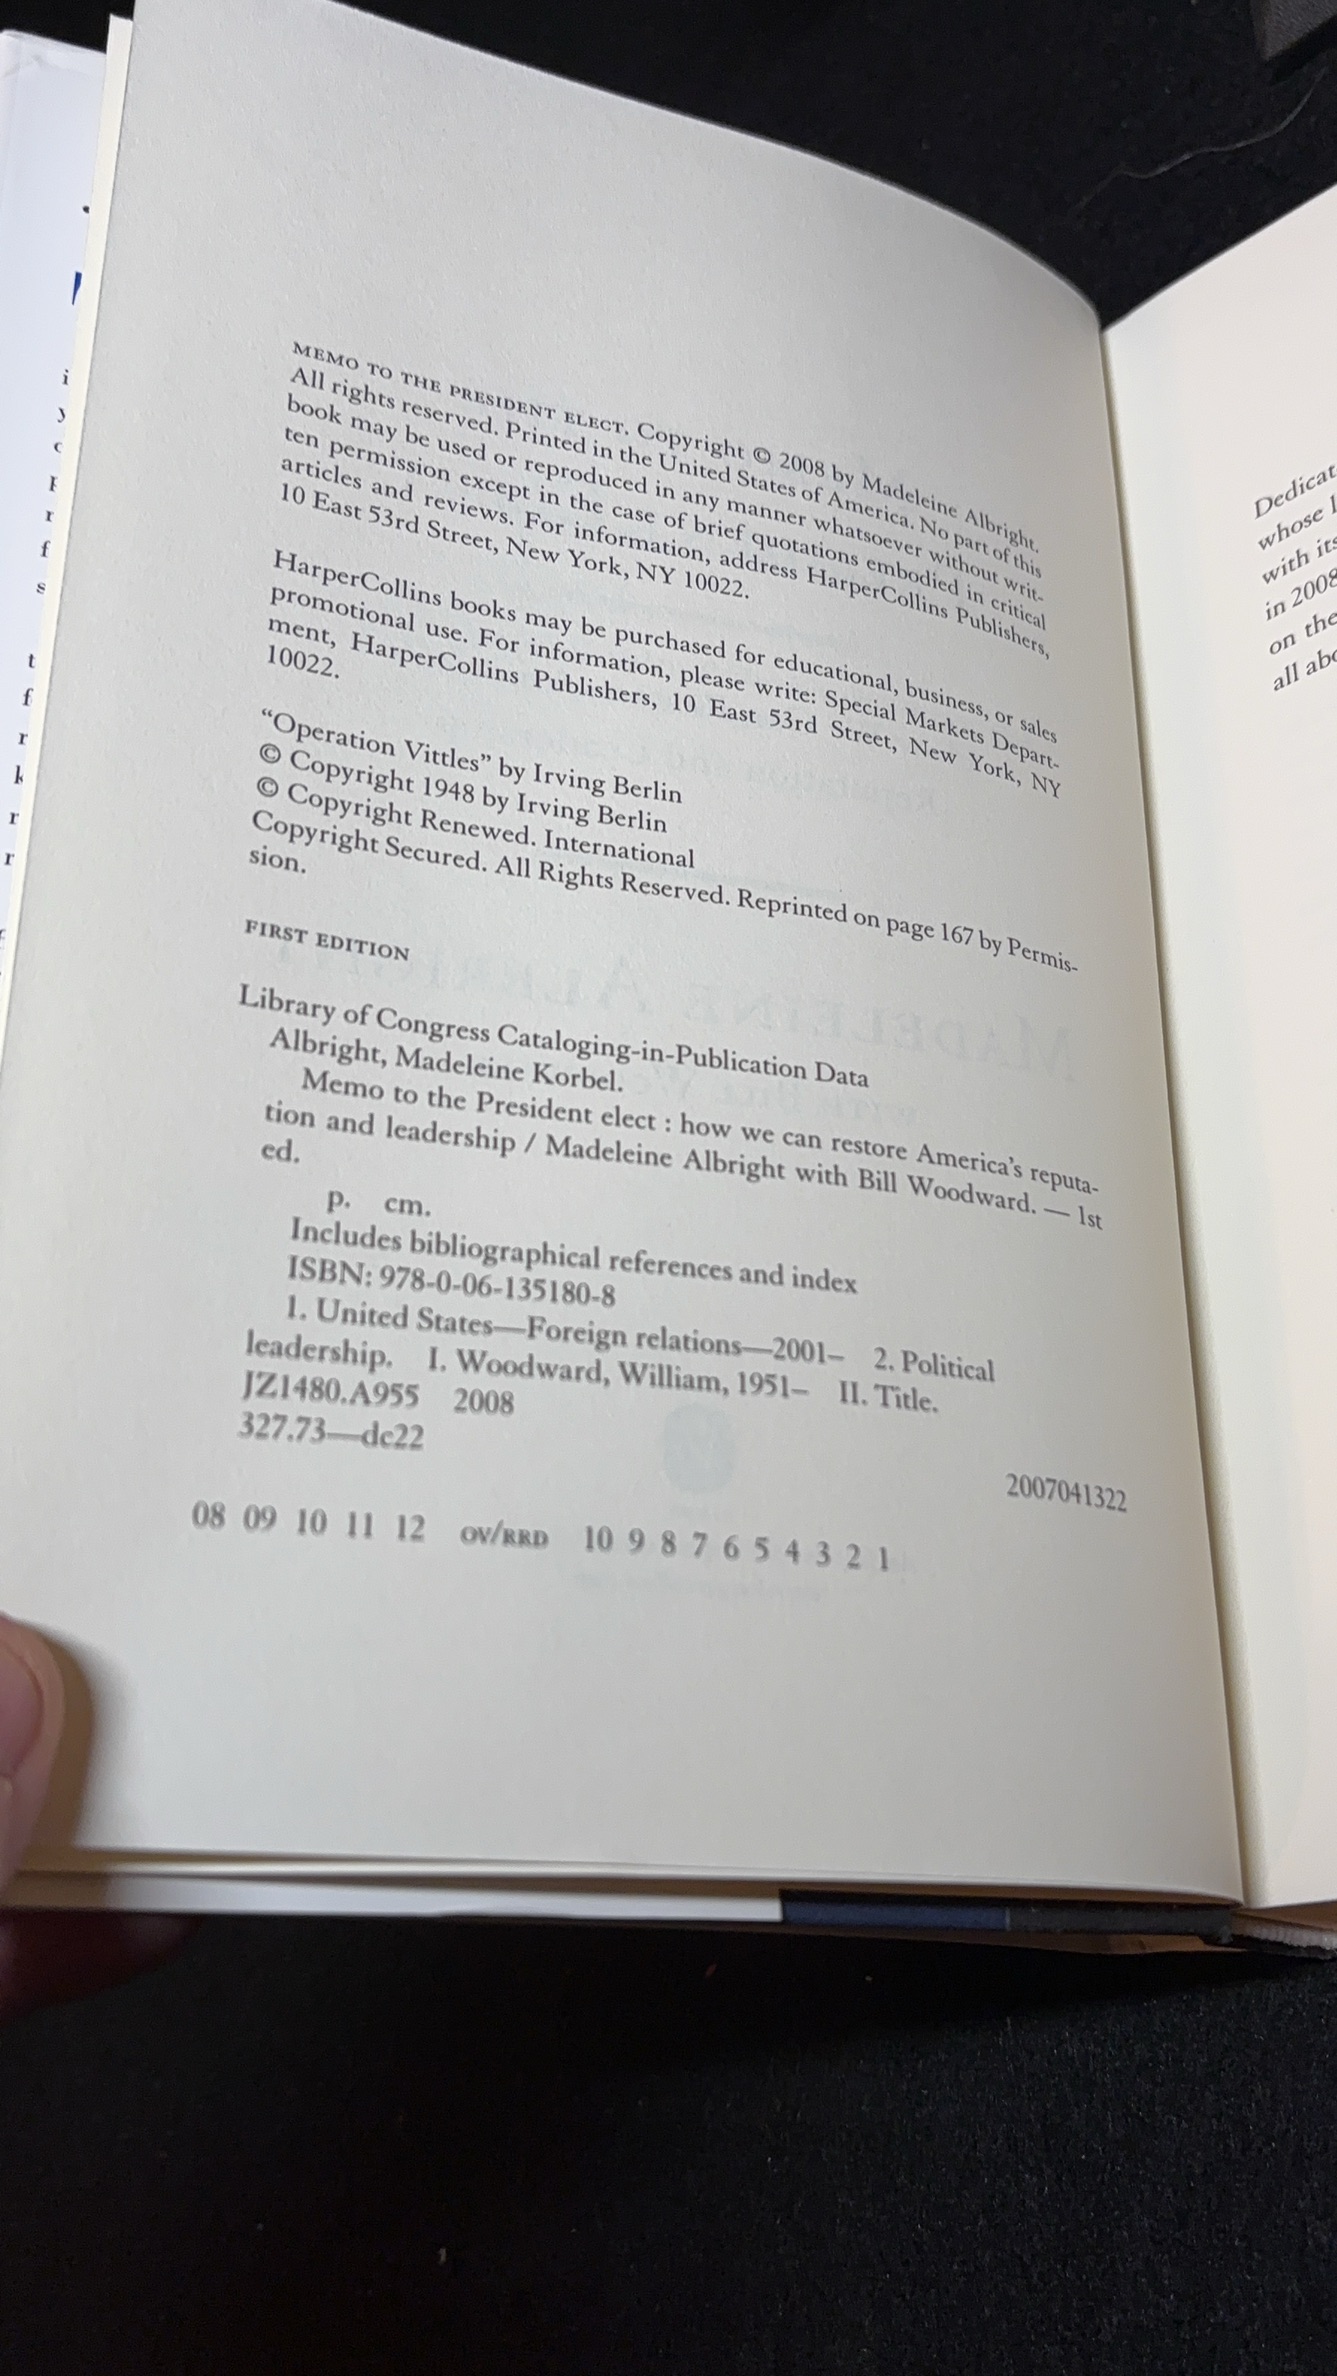 MEMO TO THE PRESIDENT ELECT. Copyright © 2008 by Madeleine Albright.
All rights reserved. Printed in the United States of America. No part of this
book may be used or reproduced in any manner whatsoever without writ-
ten permission except in the case of brief quotations embodied in critical
articles and reviews. For information, address HarperCollins Publishers,
10 East 53rd Street, New York, NY 10022.
HarperCollins books may be purchased for educational, business, or sales
promotional use. For information, please write: Special Markets Depart-
ment, HarperCollins Publishers, 10 East 53rd Street, New York, NY
10022.
“Operation Vittles” by Irving Berlin
© Copyright 1948 by Irving Berlin
© Copyright Renewed. International
Copyright Secured. All Rights Reserved. Reprinted on page 167 by Permis-
sion.
FIRST EDITION
Library of Congress Cataloging-in-Publication Data
Albright, Madeleine Korbel.
Memo to the President elect : how we can restore America’s reputa-
tion and leadership / Madeleine Albright with Bill Woodward. — 1st
ed.
p. cm.
Includes bibliographical references and index
ISBN: 978-0-06-135180-8
1. United States—Foreign relations—2001– 2. Political
leadership. I. Woodward, William, 1951– II. Title.
JZ1480.A955 2008
327.73—dc22
2007041322
08 09 10 11 12 OV/RRD 10 9 8 7 6 5 4 3 2 1
Dedicat
whose l
with its
in 2008
on the
all abo